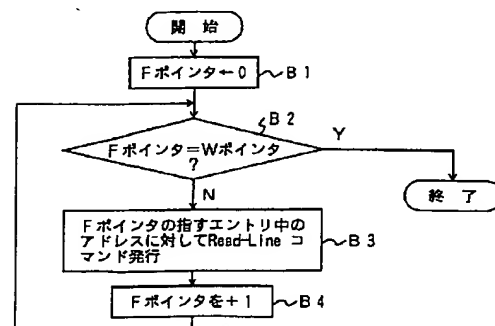 開 始
Fポインタ←0
B1
B2
Fポインタ=Wポインタ
?
Y
N
終 了
Fポインタの指すエントリ中の
アドレスに対してRead-Line コ
マンド発行
B3
Fポインタを+1
B4